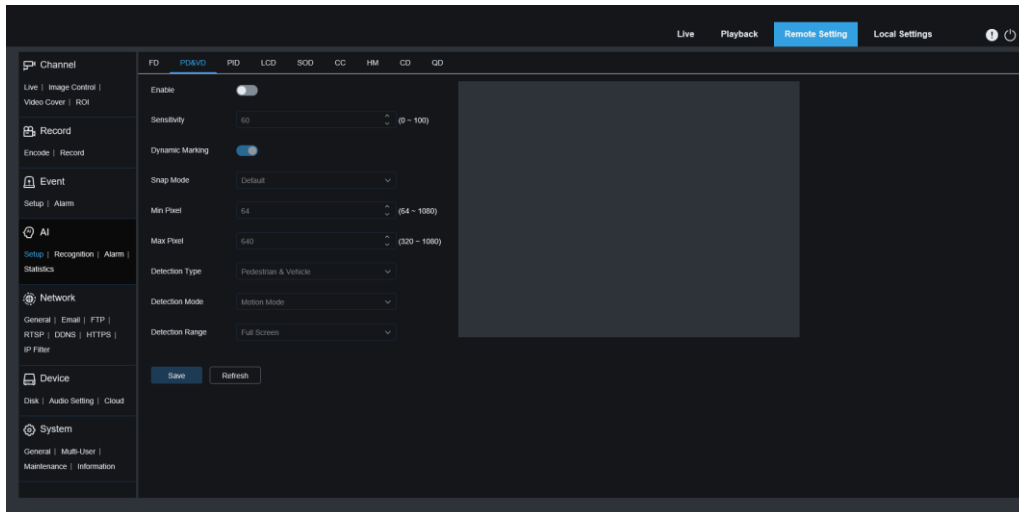 Live Playback Remote Setting Local Settings
Channel
Live | Image Control |
Video Cover | ROI
Record
Encode | Record
Event
Setup | Alarm
AI
Setup | Recognition | Alarm |
Statistics
Network
General | Email | FTP |
RTSP | DDNS | HTTPS |
IP Filter
Device
Disk | Audio Setting | Cloud
System
General | Multi-User |
Maintenance | Information
FD PD&VD PID LCD SOD CC HM CD QD
Enable
Sensitivity 60 (0 ~ 100)
Dynamic Marking
Snap Mode Default
Min Pixel 64 (64 ~ 1080)
Max Pixel 640 (320 ~ 1080)
Detection Type Pedestrian & Vehicle
Detection Mode Motion Mode
Detection Range Full Screen
Save Refresh